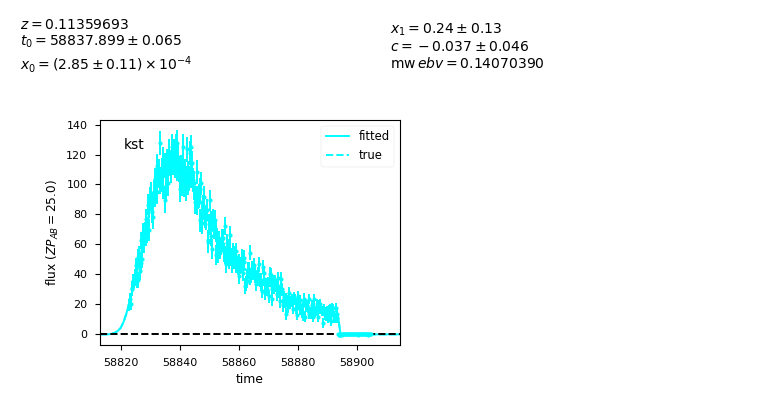 z = 0.11359693
t₀ = 58837.899 ± 0.065
x₀ = (2.85 ± 0.11) × 10⁻⁴
x₁ = 0.24 ± 0.13
c = −0.037 ± 0.046
mw ebv = 0.14070390
kst
fitted
true
140
120
100
80
60
40
20
0
flux (ZP_AB = 25.0)
58820 58840 58860 58880 58900
time